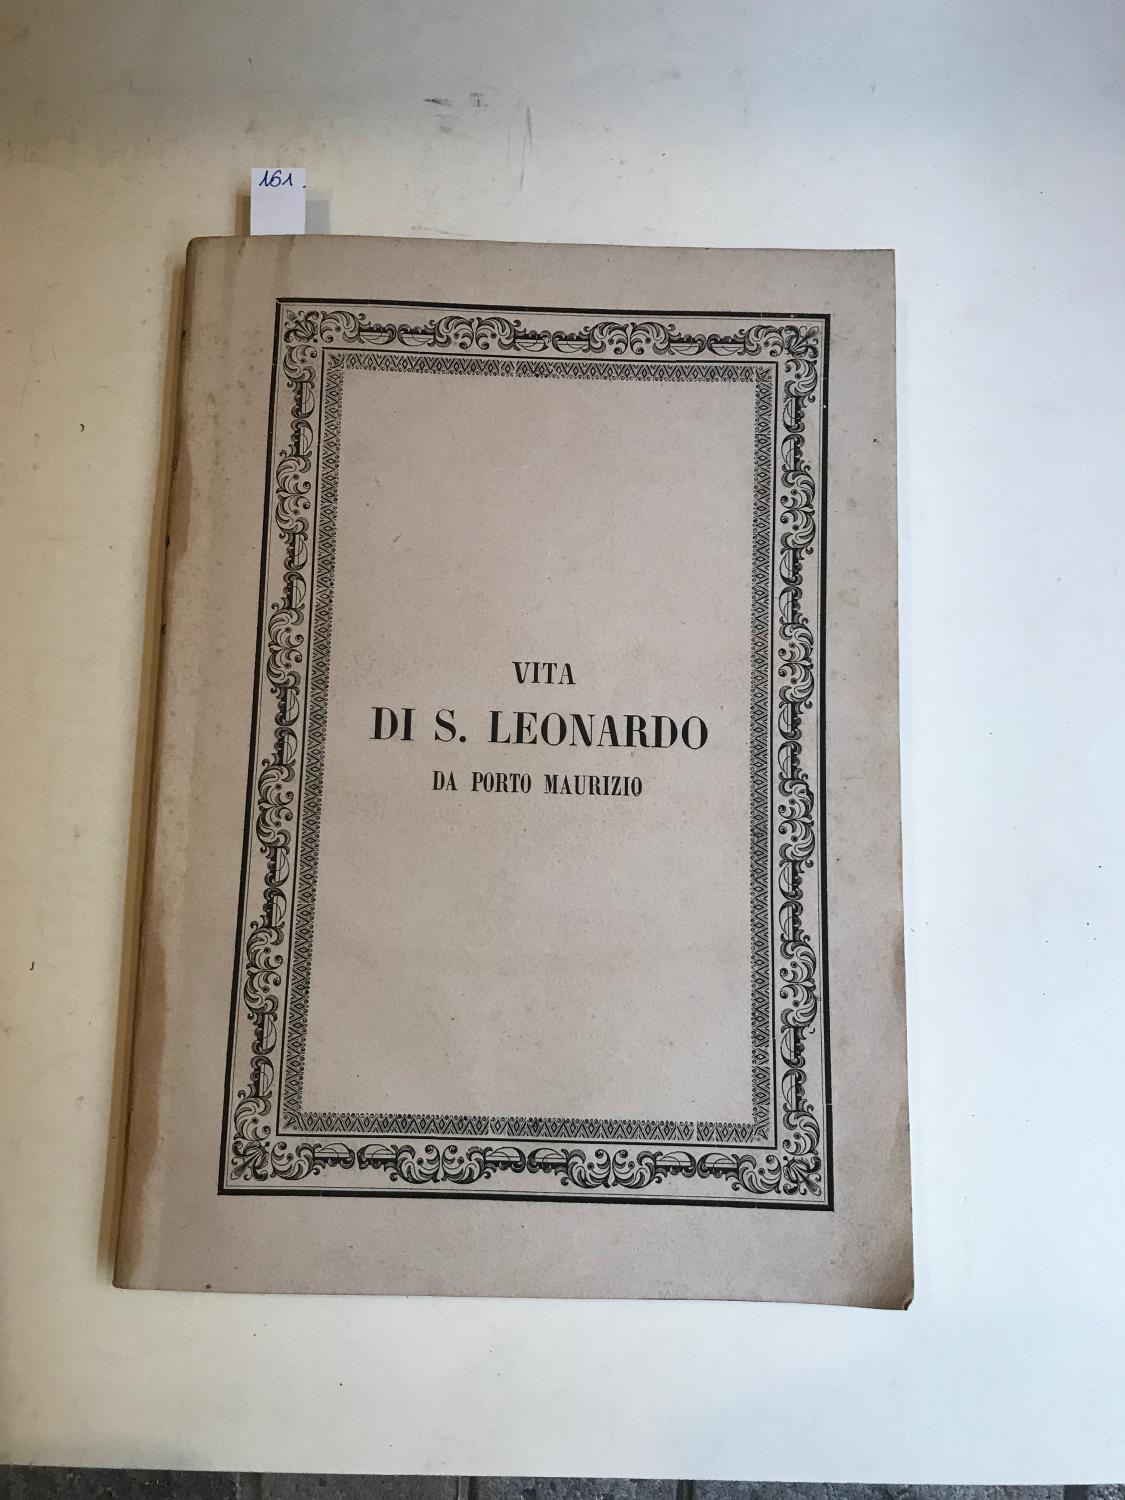 161.
VITA
DI S. LEONARDO
DA PORTO MAURIZIO